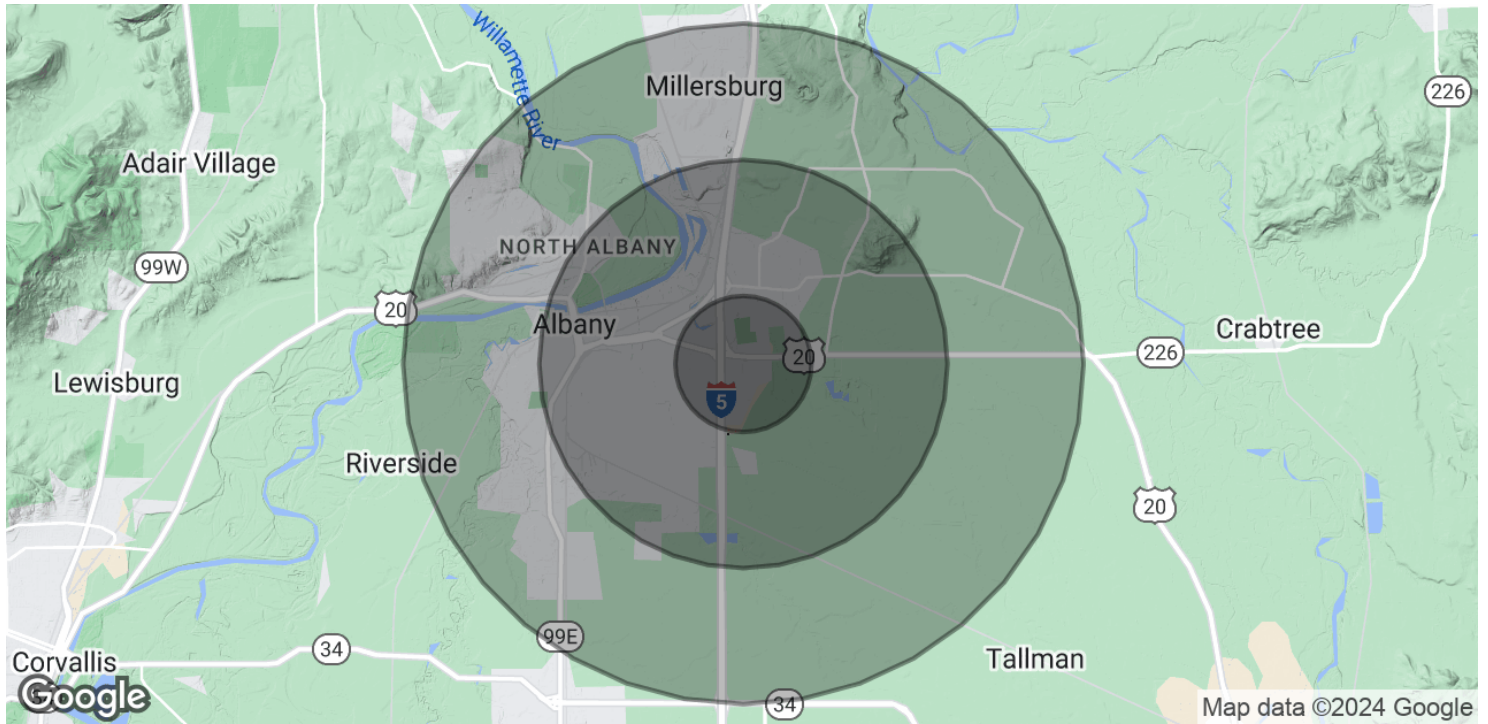 Willamette River
Millersburg
226
Adair Village
NORTH ALBANY
99W
20
Albany
Crabtree
20
226
Lewisburg
5
Riverside
20
99E
34
Corvallis
Tallman
34
Google
Map data ©2024 Google